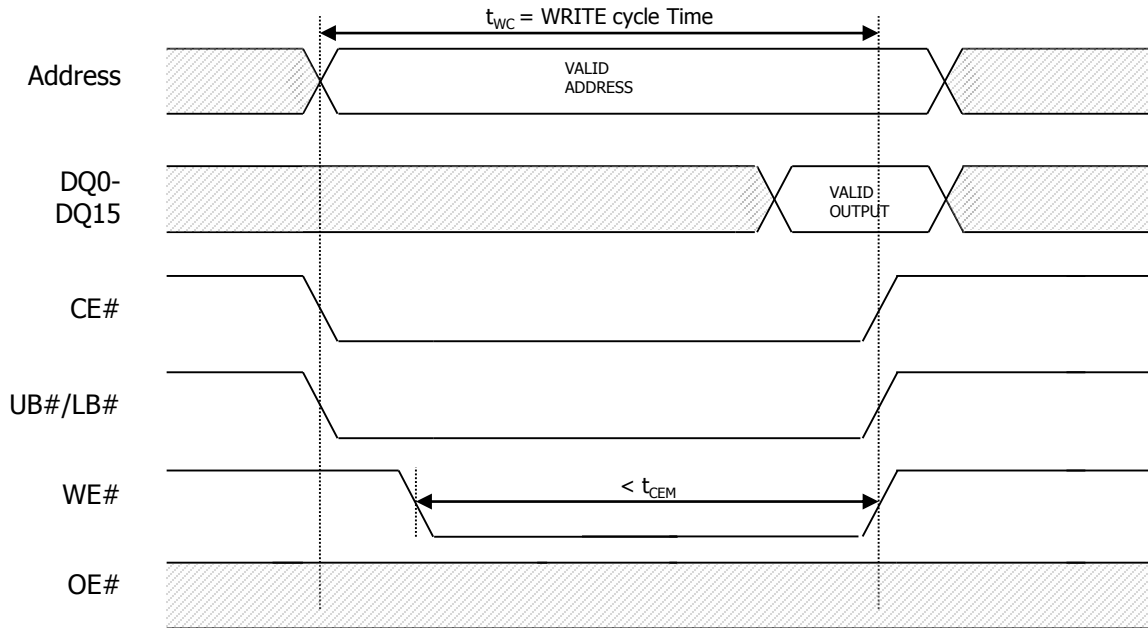 t_WC = WRITE cycle Time
Address
VALID
ADDRESS
DQ0-
DQ15
VALID
OUTPUT
CE#
UB#/LB#
WE#
< t_CEM
OE#